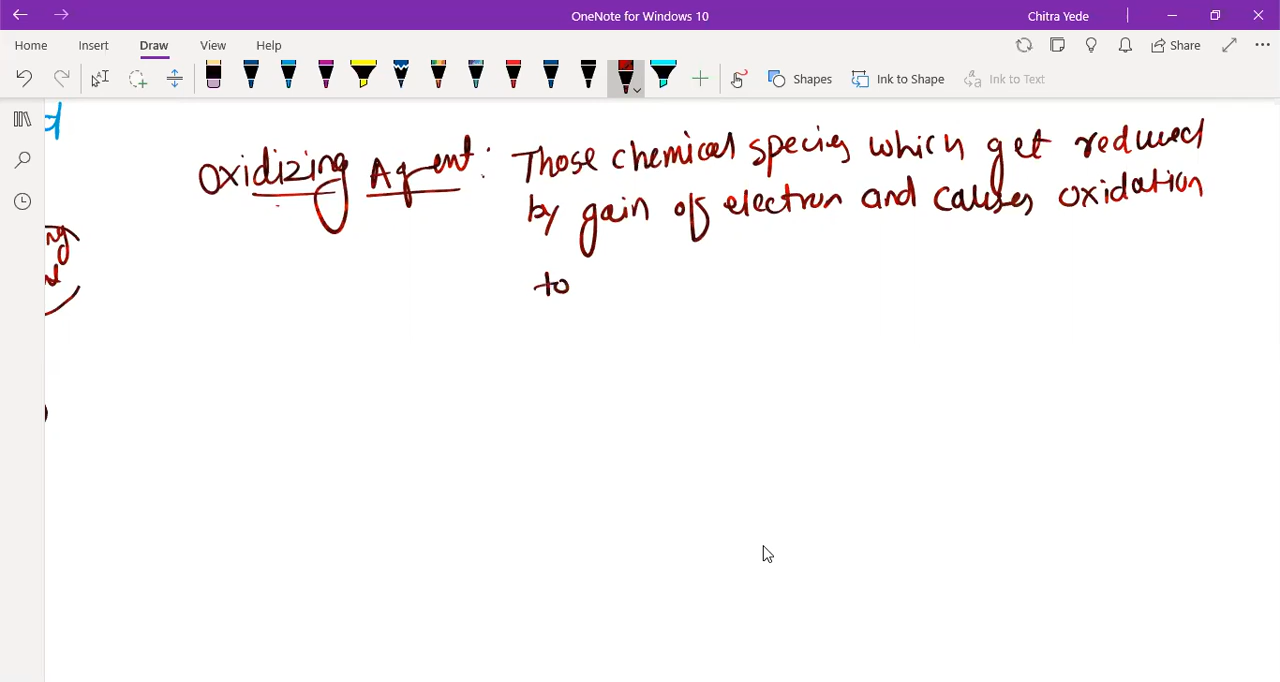 OneNote for Windows 10
Chitra Yede
Home Insert Draw View Help
Share
Shapes Ink to Shape Ink to Text
d
Oxidizing Agent : Those chemical species which get reduced
by gain of electron and causes oxidation
to
ng